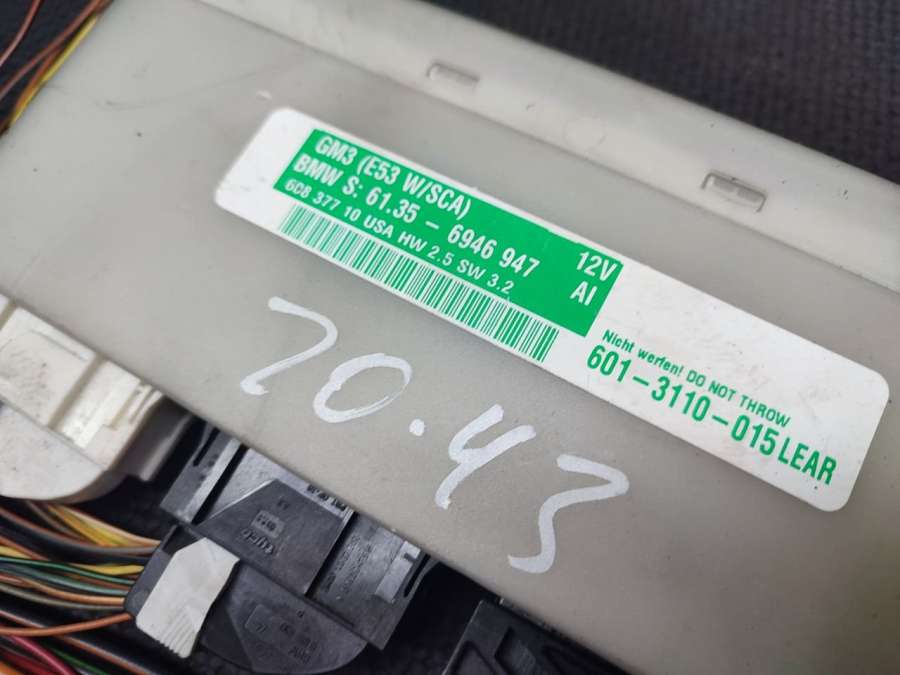 GM3 (E53 W/SCA)
BMW S: 61.35 - 6946 947
12V
6C8 377 10 USA HW 2.5 SW 3.2
AI
Nicht werfen! DO NOT THROW
601-3110-015 LEAR
20.43